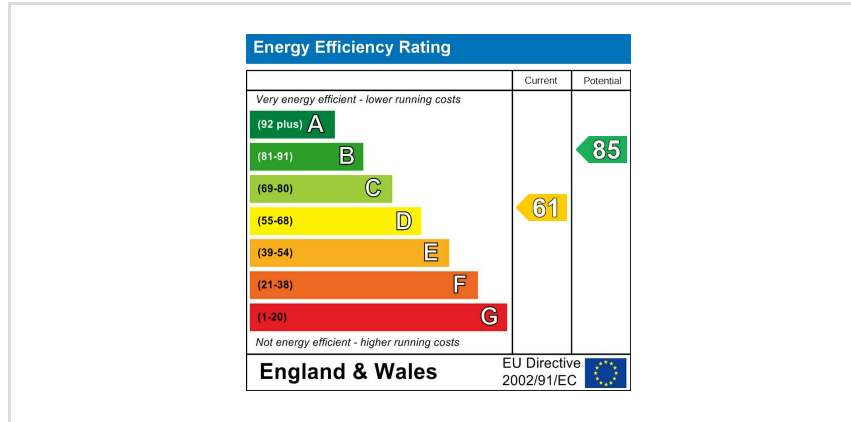 Energy Efficiency Rating
Current Potential
Very energy efficient - lower running costs
(92 plus) A
(81-91) B
(69-80) C
(55-68) D
(39-54) E
(21-38) F
(1-20) G
85
61
Not energy efficient - higher running costs
England & Wales
EU Directive
2002/91/EC